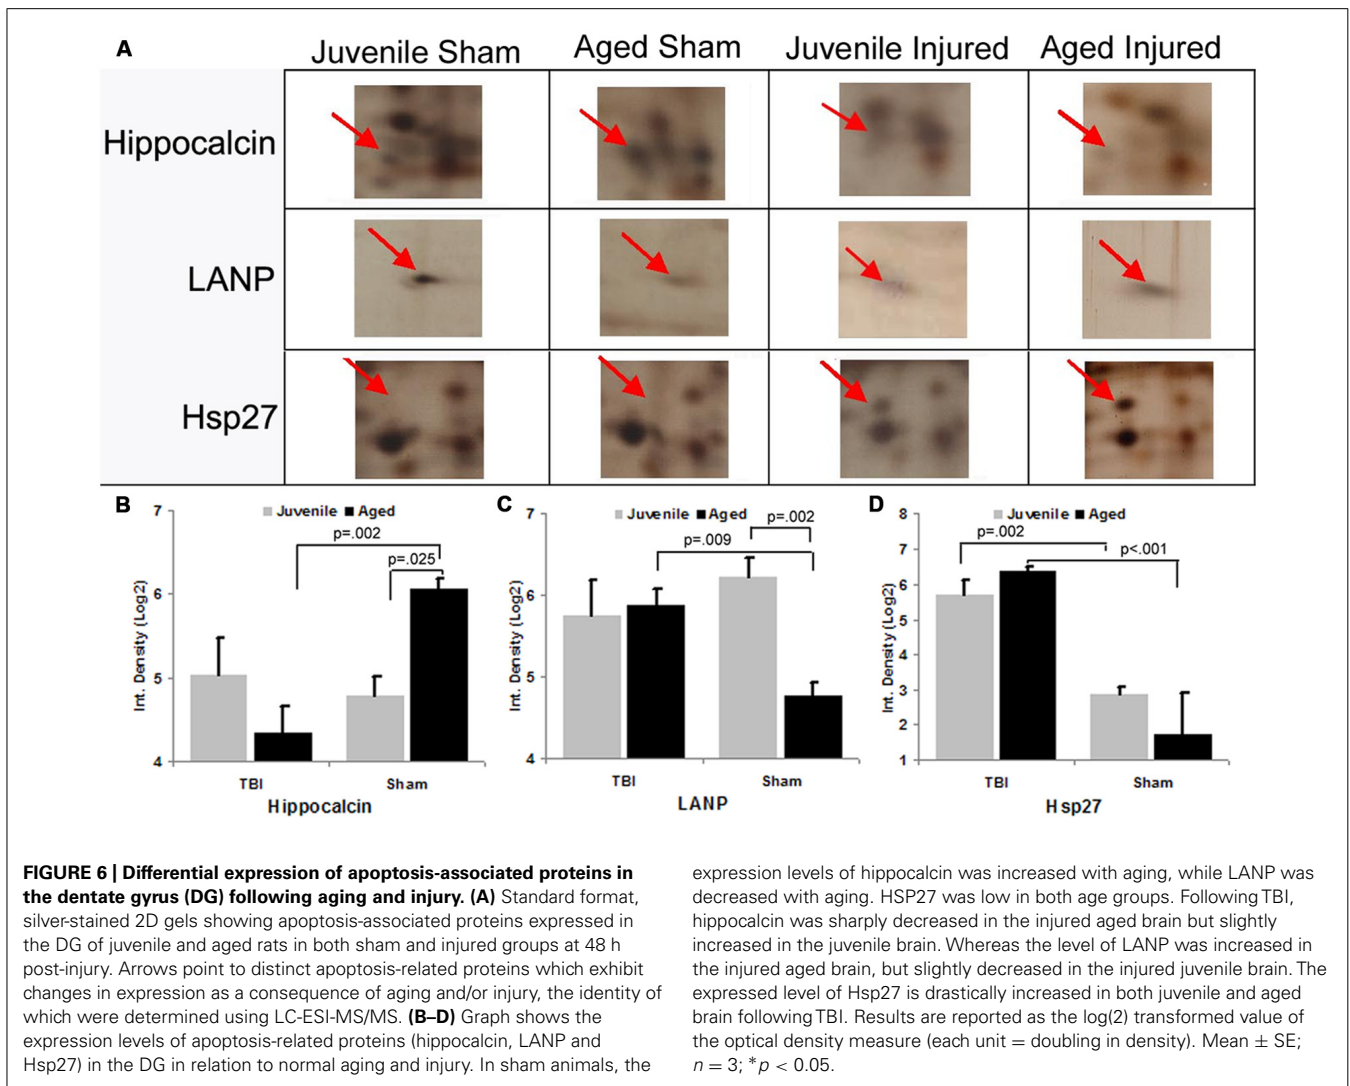 A
Juvenile Sham
Aged Sham
Juvenile Injured
Aged Injured
Hippocalcin
LANP
Hsp27
B
7
6
5
4
Int. Density (Log2)
Juvenile Aged
p=.002
p=.025
TBI
Sham
Hippocalcin
C
7
6
5
4
Int. Density (Log2)
Juvenile Aged
p=.002
p=.009
TBI
Sham
LANP
D
8
7
6
5
4
3
2
1
Int. Density (Log2)
Juvenile Aged
p=.002
p<.001
TBI
Sham
Hsp27
FIGURE 6 | Differential expression of apoptosis-associated proteins in
the dentate gyrus (DG) following aging and injury. (A) Standard format,
silver-stained 2D gels showing apoptosis-associated proteins expressed in
the DG of juvenile and aged rats in both sham and injured groups at 48 h
post-injury. Arrows point to distinct apoptosis-related proteins which exhibit
changes in expression as a consequence of aging and/or injury, the identity of
which were determined using LC-ESI-MS/MS. (B–D) Graph shows the
expression levels of apoptosis-related proteins (hippocalcin, LANP and
Hsp27) in the DG in relation to normal aging and injury. In sham animals, the
expression levels of hippocalcin was increased with aging, while LANP was
decreased with aging. HSP27 was low in both age groups. Following TBI,
hippocalcin was sharply decreased in the injured aged brain but slightly
increased in the juvenile brain. Whereas the level of LANP was increased in
the injured aged brain, but slightly decreased in the injured juvenile brain. The
expressed level of Hsp27 is drastically increased in both juvenile and aged
brain following TBI. Results are reported as the log(2) transformed value of
the optical density measure (each unit = doubling in density). Mean ± SE;
n = 3; *p < 0.05.